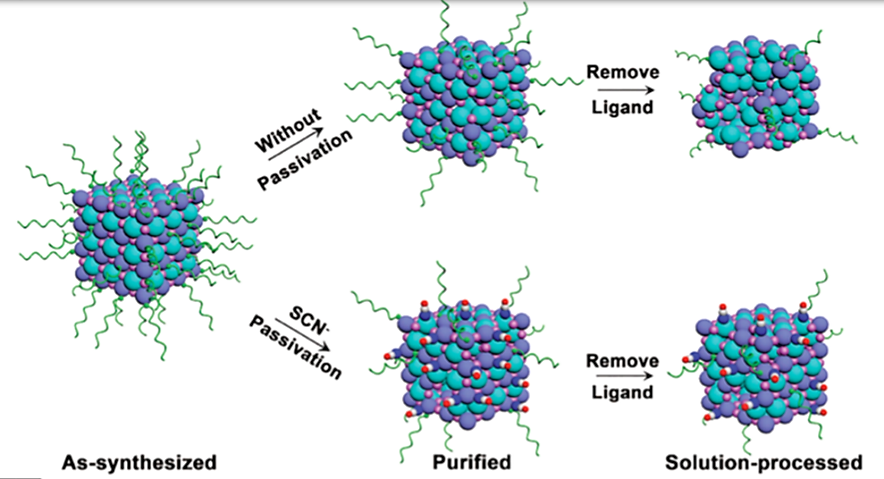 Without
Passivation
Remove
Ligand
SCN-
Passivation
Remove
Ligand
As-synthesized
Purified
Solution-processed